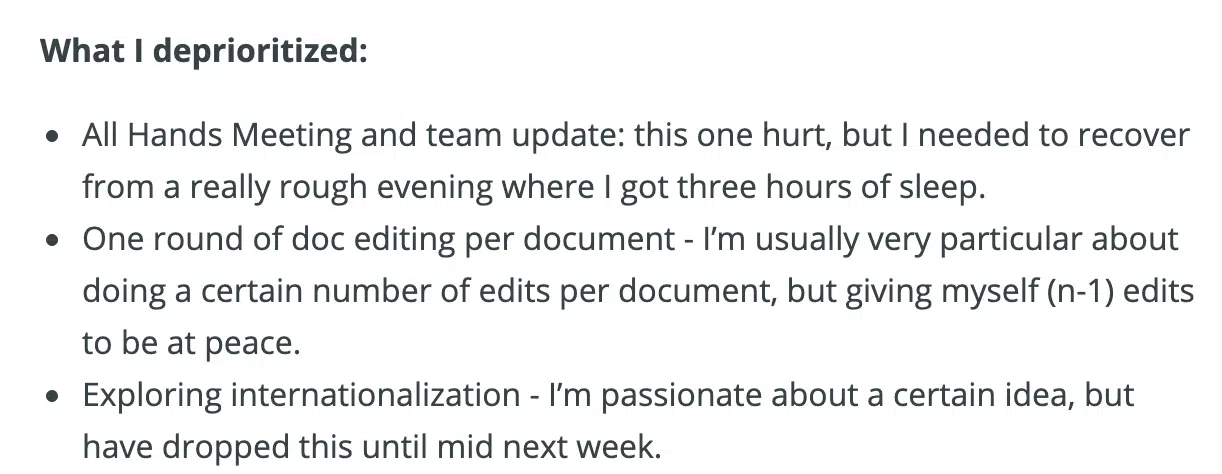 What I deprioritized:
• All Hands Meeting and team update: this one hurt, but I needed to recover
from a really rough evening where I got three hours of sleep.
• One round of doc editing per document - I’m usually very particular about
doing a certain number of edits per document, but giving myself (n-1) edits
to be at peace.
• Exploring internationalization - I’m passionate about a certain idea, but
have dropped this until mid next week.